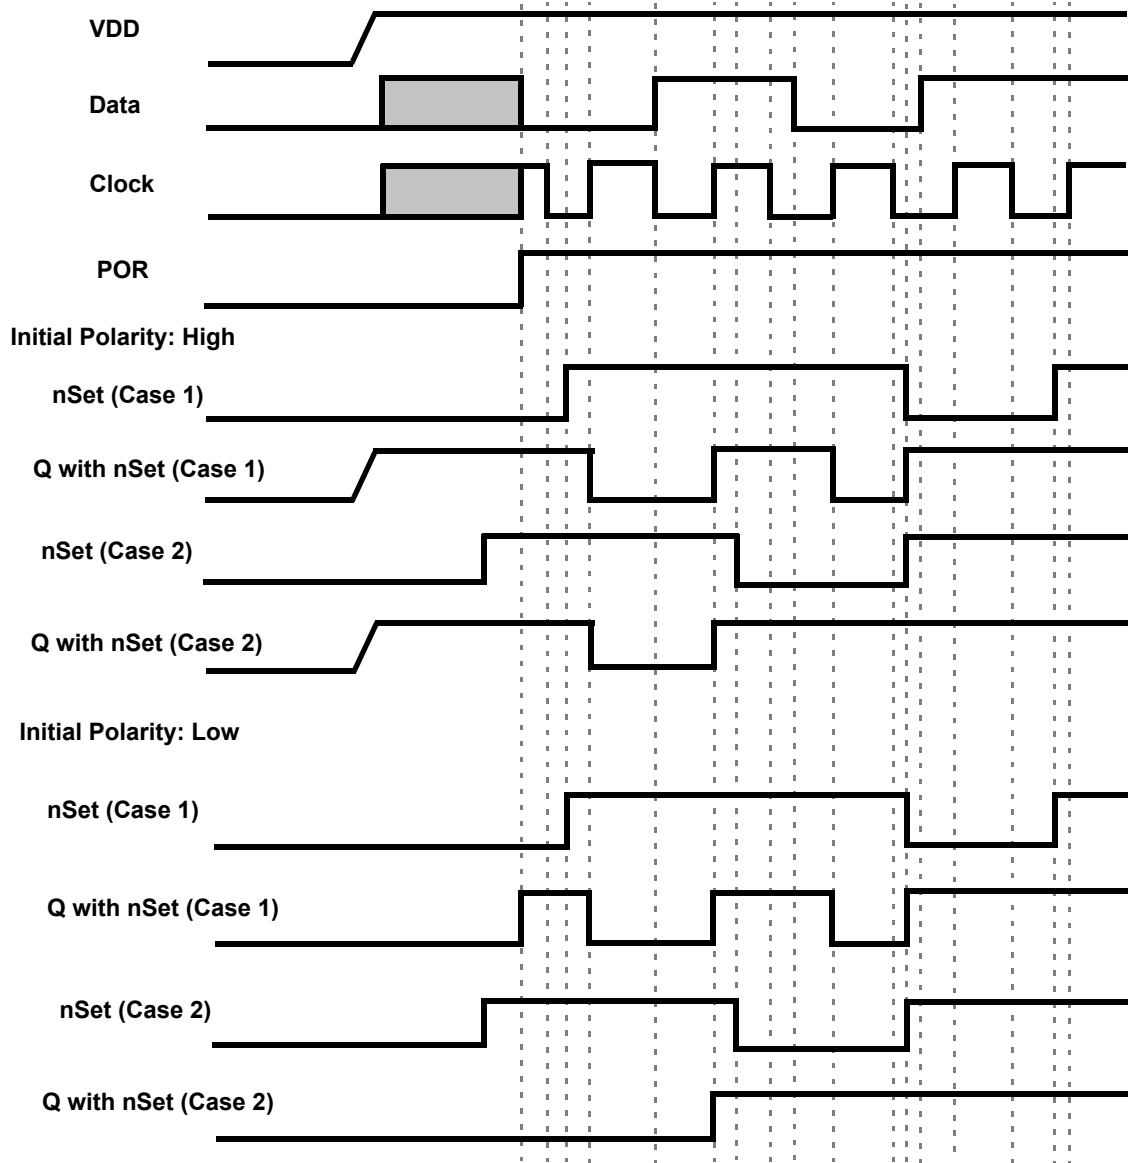 VDD
Data
Clock
POR
Initial Polarity: High
nSet (Case 1)
Q with nSet (Case 1)
nSet (Case 2)
Q with nSet (Case 2)
Initial Polarity: Low
nSet (Case 1)
Q with nSet (Case 1)
nSet (Case 2)
Q with nSet (Case 2)